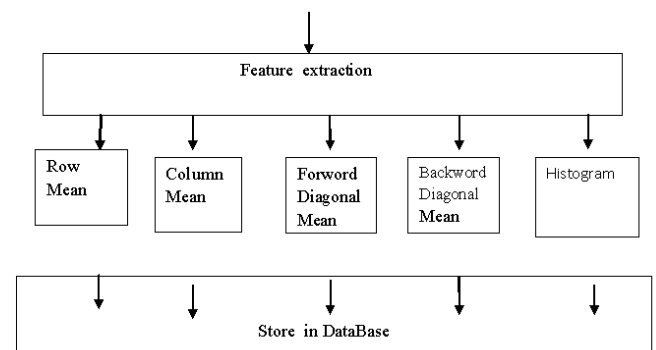 Feature extraction
Row
Mean
Column
Mean
Forword
Diagonal
Mean
Backword
Diagonal
Mean
Histogram
Store in DataBase